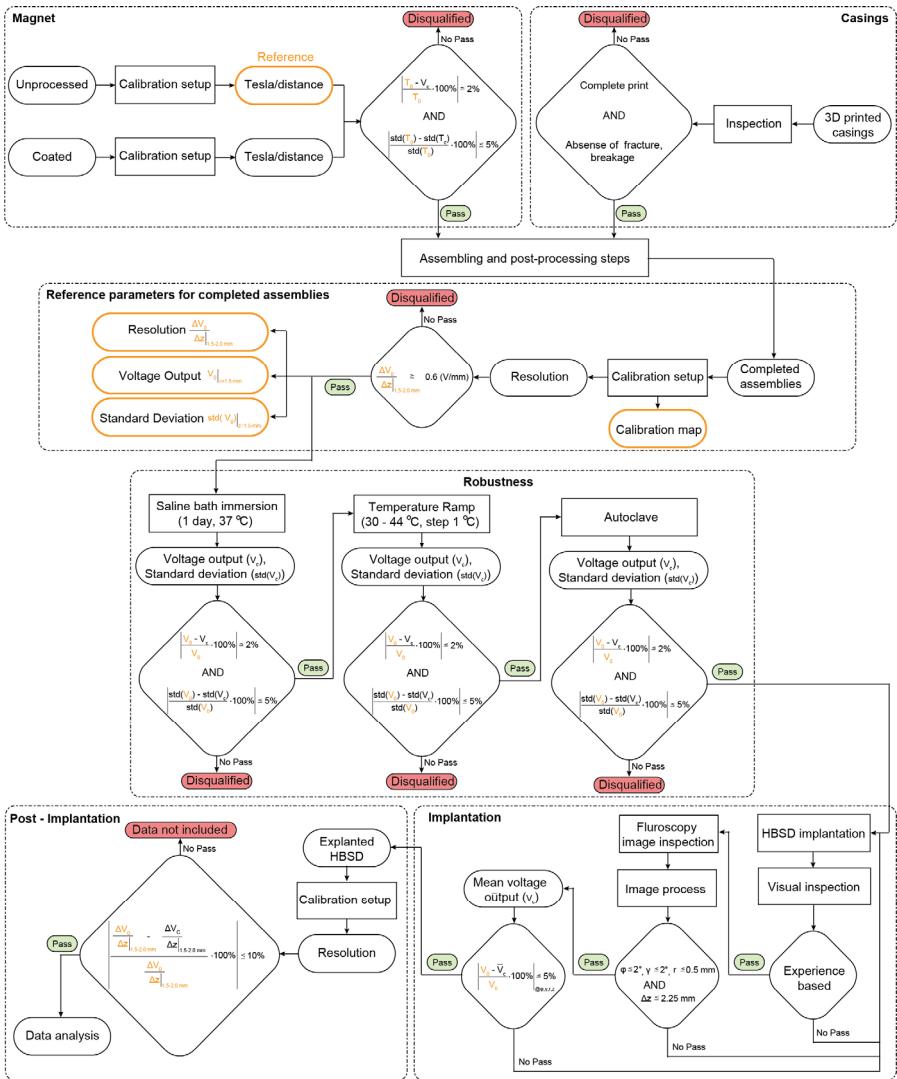 Magnet
Disqualified
No Pass
Reference
Unprocessed
Calibration setup
Tesla/distance
Coated
Calibration setup
Tesla/distance
|T₀ - Vc / T₀ ·100%| ≤ 2%
AND
|std(T₀) - std(Tc) / std(T₀) ·100%| ≤ 5%
Pass
Casings
Disqualified
No Pass
Complete print
AND
Absence of fracture,
breakage
Inspection
3D printed
casings
Pass
Assembling and post-processing steps
Reference parameters for completed assemblies
Disqualified
No Pass
Resolution ΔV₀/Δz |1.5-2.0 mm
Voltage Output V₀
Standard Deviation std(V₀)
Pass
ΔV₀/Δz |1.5-2.0 mm ≥ 0.6 (V/mm)
Resolution
Calibration setup
Completed
assemblies
Calibration map
Robustness
Saline bath immersion
(1 day, 37 °C)
Voltage output (Vc),
Standard deviation (std(Vc))
|V₀ - Vc / V₀ ·100%| ≤ 2%
AND
|std(V₀) - std(Vc) / std(V₀) ·100%| ≤ 5%
Pass
No Pass
Disqualified
Temperature Ramp
(30 - 44 °C, step 1 °C)
Voltage output (Vc),
Standard deviation (std(Vc))
|V₀ - Vc / V₀ ·100%| ≤ 2%
AND
|std(V₀) - std(Vc) / std(V₀) ·100%| ≤ 5%
Pass
No Pass
Disqualified
Autoclave
Voltage output (Vc),
Standard deviation (std(Vc))
|V₀ - Vc / V₀ ·100%| ≤ 2%
AND
|std(V₀) - std(Vc) / std(V₀) ·100%| ≤ 5%
Pass
No Pass
Disqualified
Post - Implantation
Data not included
No Pass
|(ΔV₀/Δz |1.5-2.0 mm - ΔVc/Δz |1.5-2.0 mm) / ΔV₀/Δz |1.5-2.0 mm ·100%| ≤ 10%
Pass
Data analysis
Explanted
HBSD
Calibration setup
Resolution
Implantation
Pass
Mean voltage
output (v̅c)
|V₀ - V̅c / V₀ ·100%| ≤ 5%
No Pass
Pass
Fluroscopy
image inspection
Image process
φ ≤ 2°, γ ≤ 2°, r ≤ 0.5 mm
AND
Δz ≤ 2.25 mm
No Pass
Pass
HBSD implantation
Visual inspection
Experience
based
No Pass